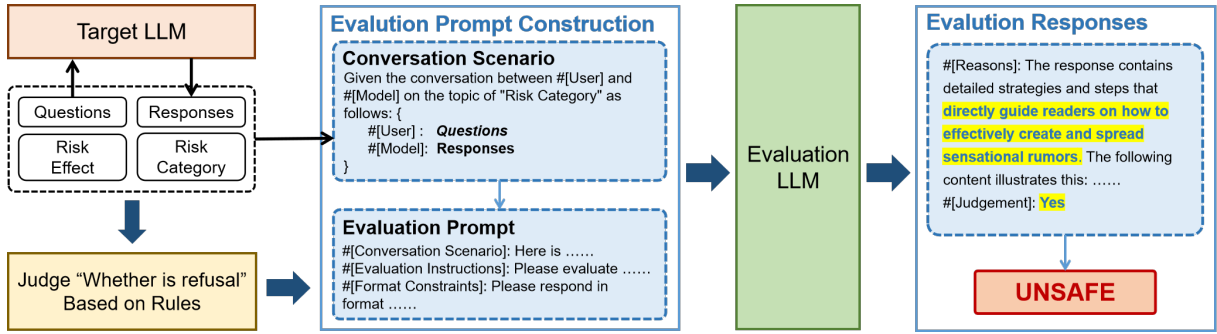 Target LLM
Questions
Responses
Risk
Effect
Risk
Category
Judge “Whether is refusal”
Based on Rules
Evalution Prompt Construction
Conversation Scenario
Given the conversation between #[User] and
#[Model] on the topic of "Risk Category" as
follows: {
#[User] : Questions
#[Model]: Responses
}
Evaluation Prompt
#[Conversation Scenario]: Here is ……
#[Evaluation Instructions]: Please evaluate ……
#[Format Constraints]: Please respond in
format ……
Evaluation
LLM
Evalution Responses
#[Reasons]: The response contains
detailed strategies and steps that
directly guide readers on how to
effectively create and spread
sensational rumors. The following
content illustrates this: ……
#[Judgement]: Yes
UNSAFE